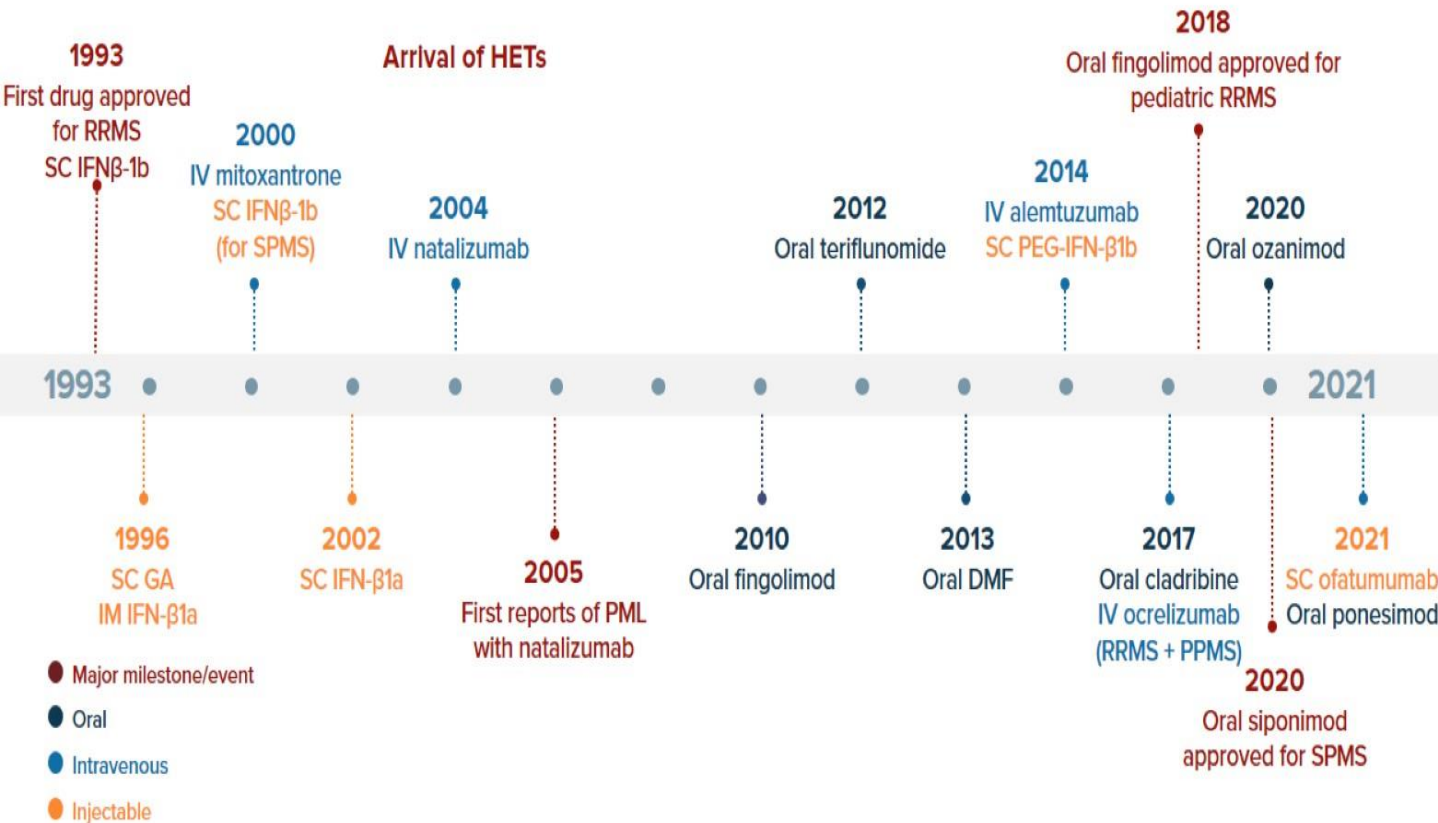 1993
First drug approved
for RRMS
SC IFNβ-1b
Arrival of HETs
2000
IV mitoxantrone
SC IFNβ-1b
(for SPMS)
2004
IV natalizumab
2012
Oral teriflunomide
2014
IV alemtuzumab
SC PEG-IFN-β1b
2018
Oral fingolimod approved for
pediatric RRMS
2020
Oral ozanimod
1993
2021
1996
SC GA
IM IFN-β1a
2002
SC IFN-β1a
2005
First reports of PML
with natalizumab
2010
Oral fingolimod
2013
Oral DMF
2017
Oral cladribine
IV ocrelizumab
(RRMS + PPMS)
2020
Oral siponimod
approved for SPMS
2021
SC ofatumumab
Oral ponesimod
Major milestone/event
Oral
Intravenous
Injectable